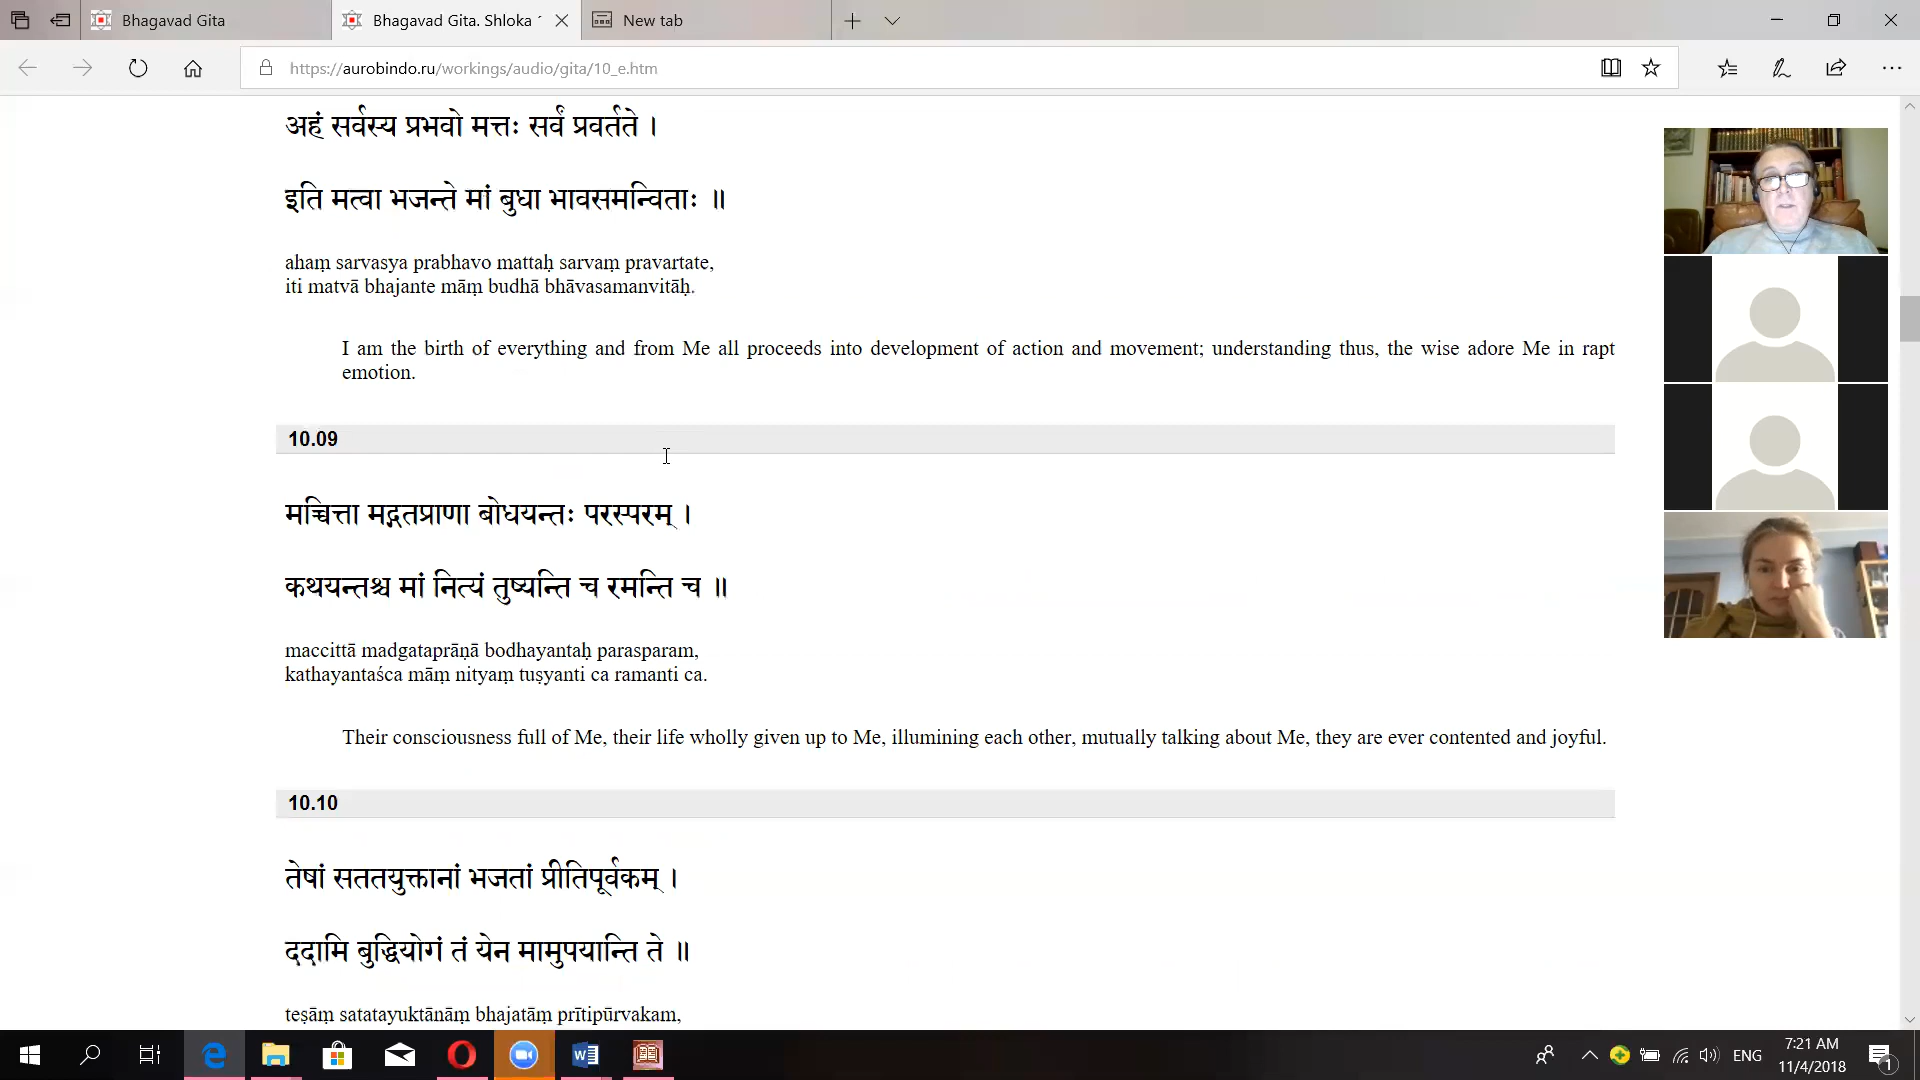 Bhagavad Gita
Bhagavad Gita. Shloka
New tab
https://aurobindo.ru/workings/audio/gita/10_e.htm
अहं सर्वस्य प्रभवो मत्तः सर्वं प्रवर्तते ।
इति मत्वा भजन्ते मां बुधा भावसमन्विताः ॥
ahaṃ sarvasya prabhavo mattaḥ sarvaṃ pravartate,
iti matvā bhajante māṃ budhā bhāvasamanvitāḥ.
I am the birth of everything and from Me all proceeds into development of action and movement; understanding thus, the wise adore Me in rapt
emotion.
10.09
मच्चित्ता मद्गतप्राणा बोधयन्तः परस्परम् ।
कथयन्तश्च मां नित्यं तुष्यन्ति च रमन्ति च ॥
maccittā madgataprāṇā bodhayantaḥ parasparam,
kathayantaśca māṃ nityaṃ tuṣyanti ca ramanti ca.
Their consciousness full of Me, their life wholly given up to Me, illumining each other, mutually talking about Me, they are ever contented and joyful.
10.10
तेषां सततयुक्तानां भजतां प्रीतिपूर्वकम् ।
ददामि बुद्धियोगं तं येन मामुपयान्ति ते ॥
teṣāṃ satatayuktānāṃ bhajatāṃ prītipūrvakam,
ENG
7:21 AM
11/4/2018
1